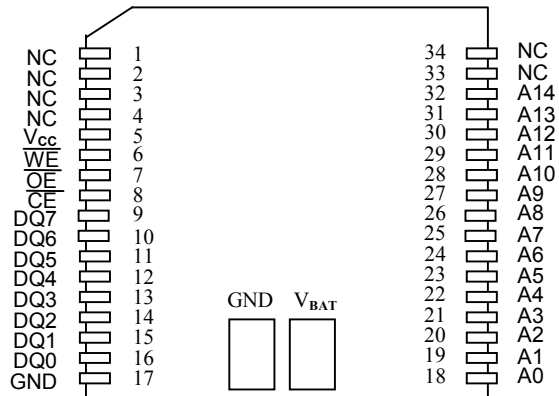 NC 1 34 NC
NC 2 33 NC
NC 3 32 A14
NC 4 31 A13
Vcc 5 30 A12
WE 6 29 A11
OE 7 28 A10
CE 8 27 A9
DQ7 9 26 A8
DQ6 10 25 A7
DQ5 11 24 A6
DQ4 12 23 A5
DQ3 13 22 A4
DQ2 14 21 A3
DQ1 15 20 A2
DQ0 16 19 A1
GND 17 18 A0
GND VBAT